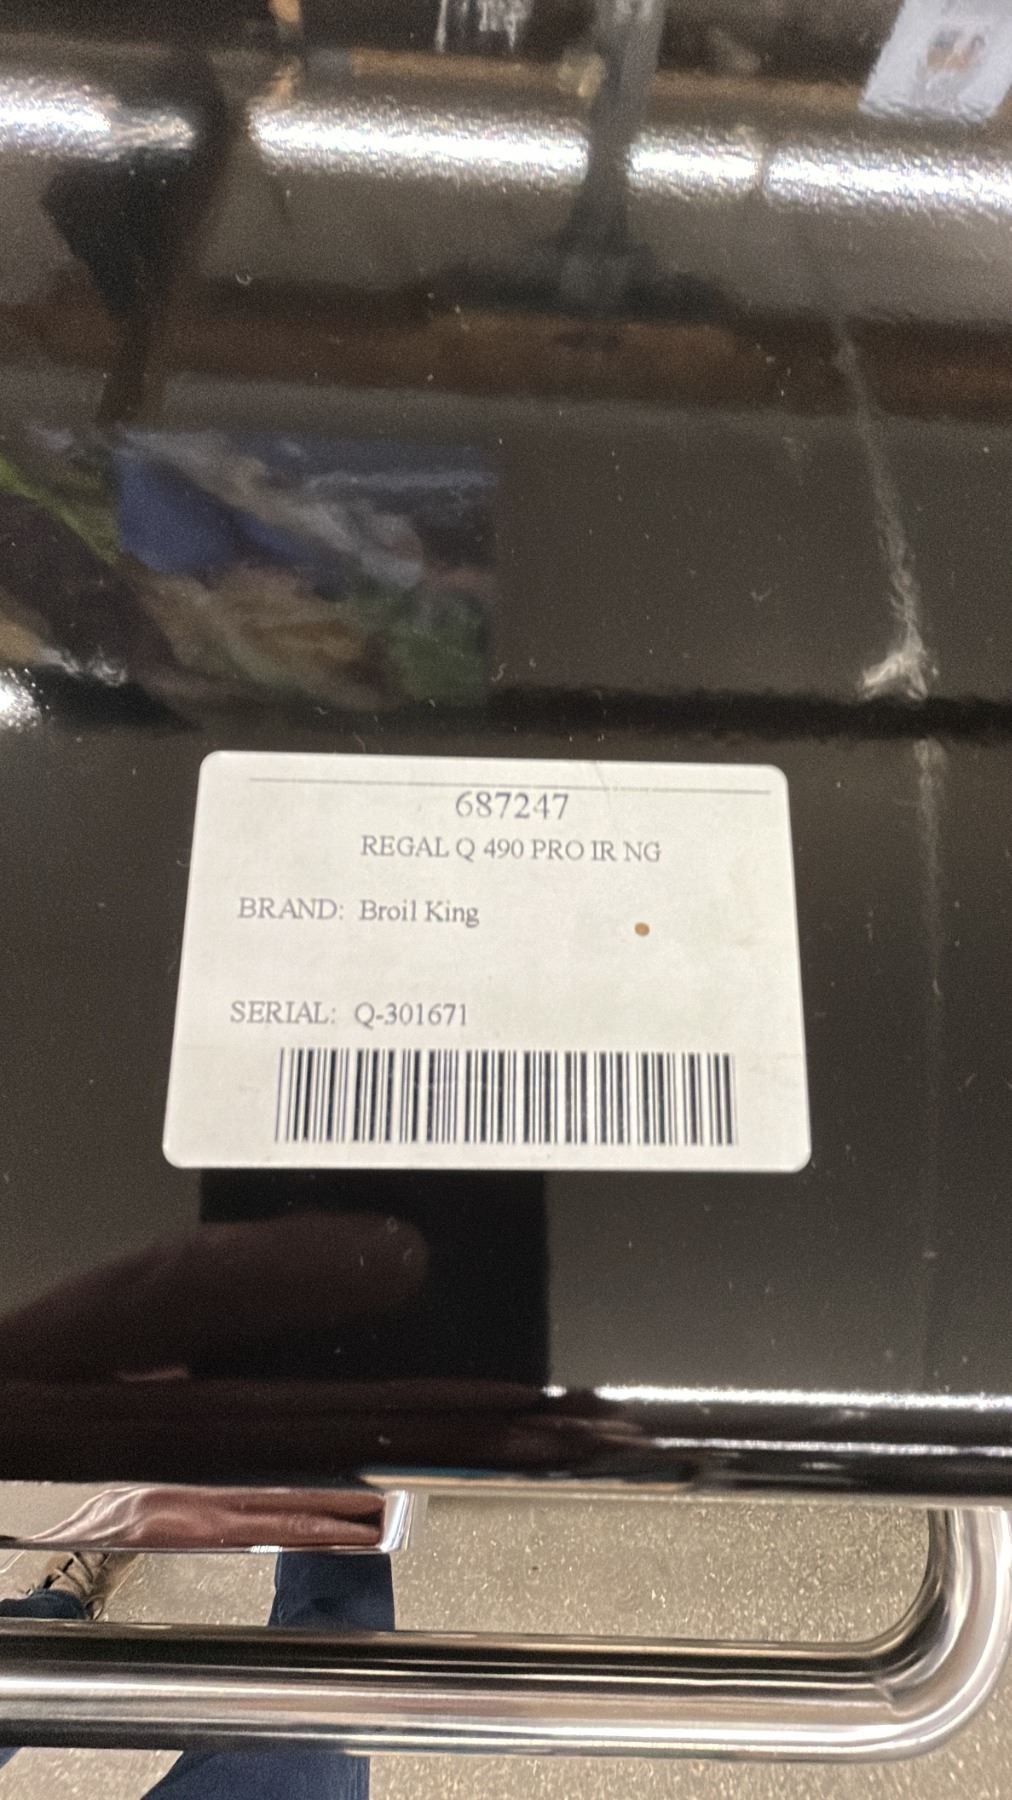 687247
REGAL Q 490 PRO IR NG
BRAND: Broil King
SERIAL: Q-301671